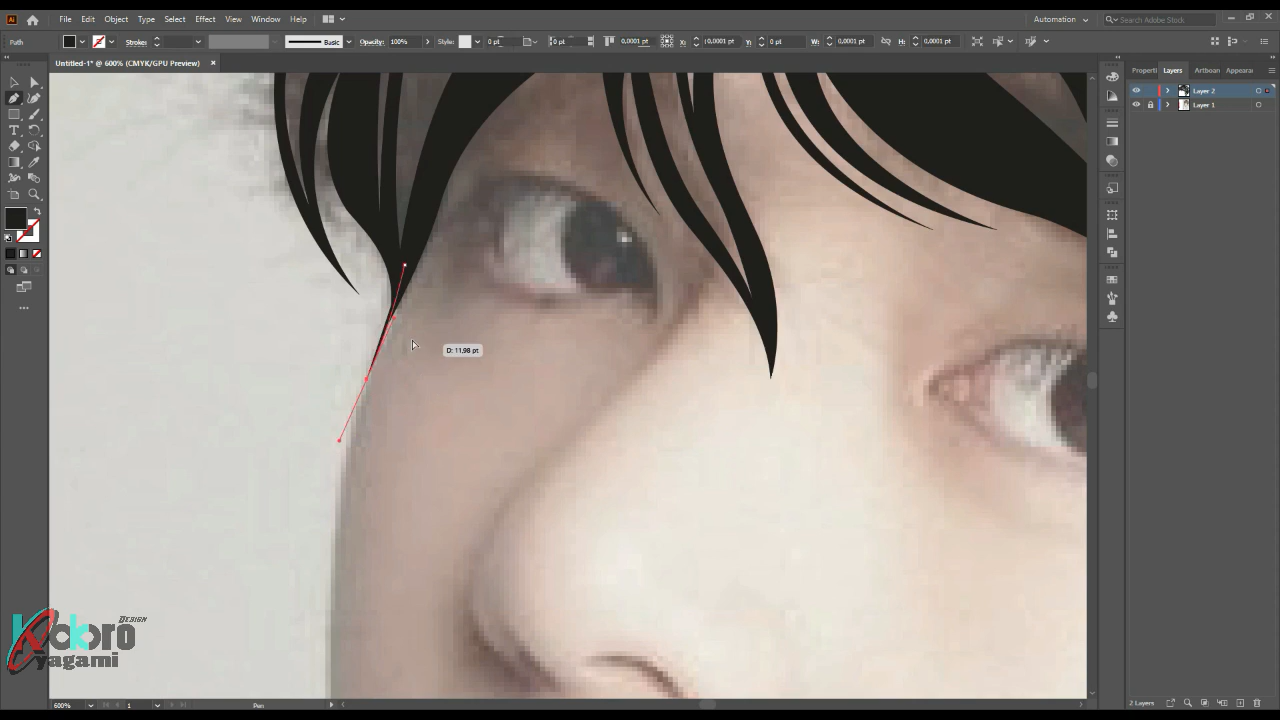 Ai File Edit Object Type Select Effect View Window Help Automation Search Adobe Stock
Path Strokes Basic Opacity: 100% Style: 0 pt 0 pt 0,0001 pt X: 0,0001 pt Y: 0 pt W: 0,0001 pt H: 0,0001 pt
Untitled-1* @ 600% (CMYK/GPU Preview) ×
Properti Layers Artboan Appeara
Layer 2
Layer 1
D: 11,98 pt
Design
Kokoro
yagami
600% 1 Pen 2 Layers